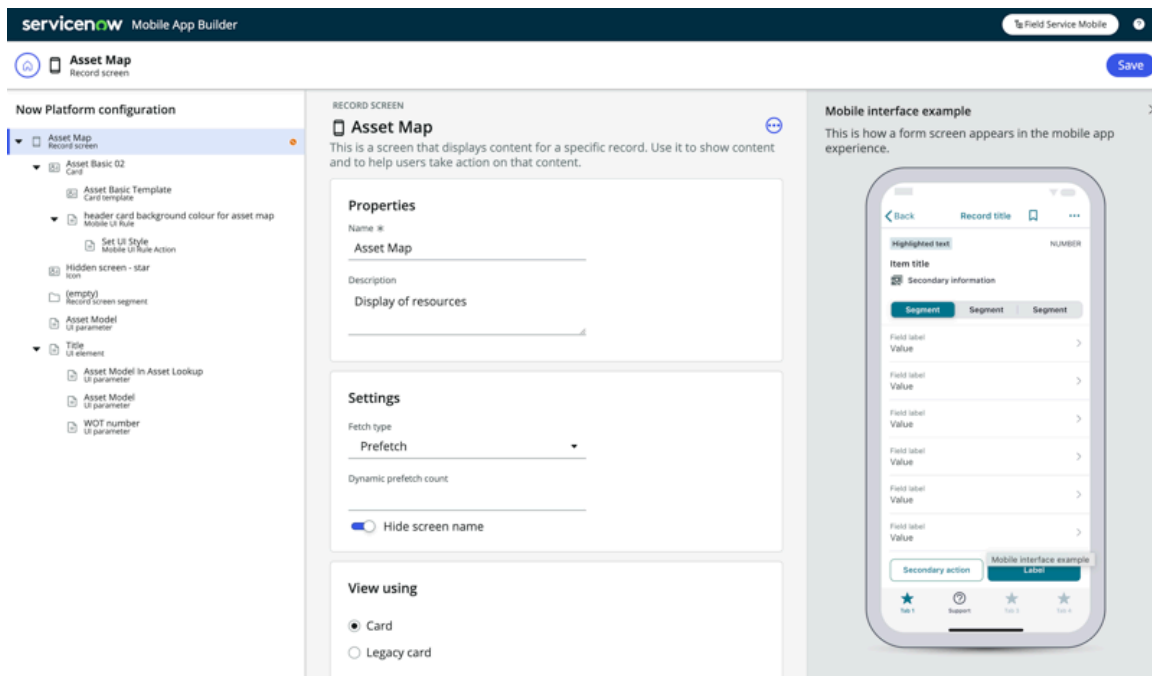 servicenow Mobile App Builder
Field Service Mobile
?
Asset Map
Record screen
Save
Now Platform configuration
Asset Map
Record screen
Asset Basic 02
Card
Asset Basic Template
Card template
header card background colour for asset map
Mobile UI Rule
Set UI Style
Mobile UI Rule Action
Hidden screen - star
Icon
(empty)
Record screen segment
Asset Model
UI parameter
Title
UI element
Asset Model In Asset Lookup
UI parameter
Asset Model
UI parameter
WOT number
UI parameter
RECORD SCREEN
Asset Map
This is a screen that displays content for a specific record. Use it to show content
and to help users take action on that content.
Properties
Name *
Asset Map
Description
Display of resources
Settings
Fetch type
Prefetch
Dynamic prefetch count
Hide screen name
View using
Card
Legacy card
Mobile interface example
This is how a form screen appears in the mobile app
experience.
Back Record title
Highlighted text NUMBER
Item title
Secondary information
Segment Segment Segment
Field label
Value
Field label
Value
Field label
Value
Field label
Value
Field label
Value
Field label
Value
Mobile interface example
Secondary action Label
Tab 1 Support Tab 3 Tab 4